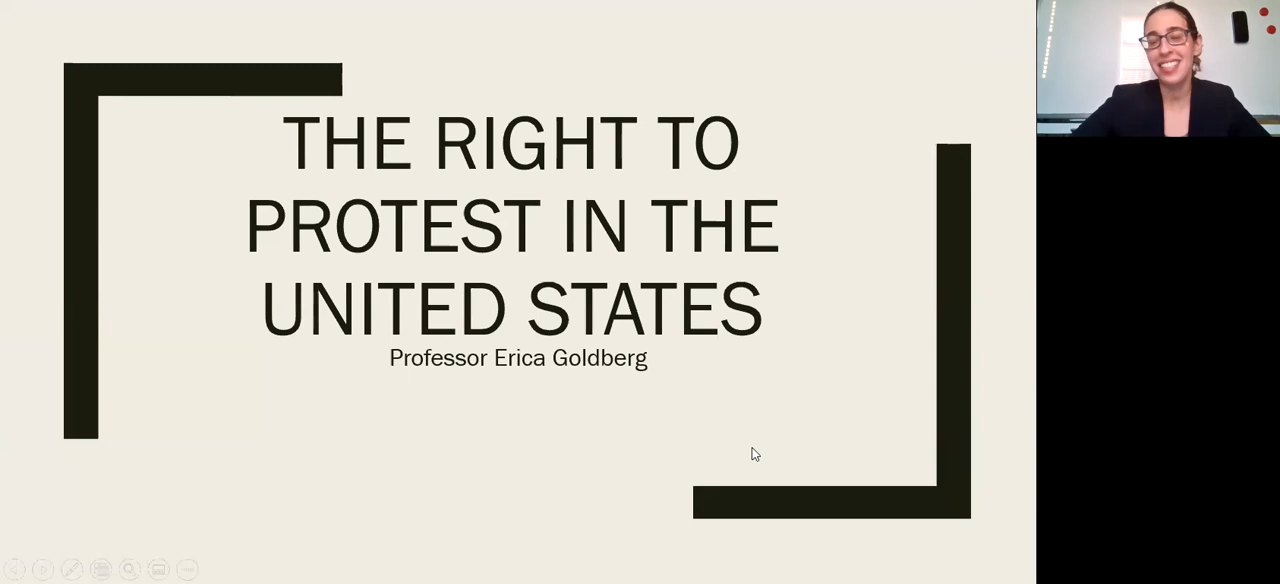 THE RIGHT TO
PROTEST IN THE
UNITED STATES
Professor Erica Goldberg